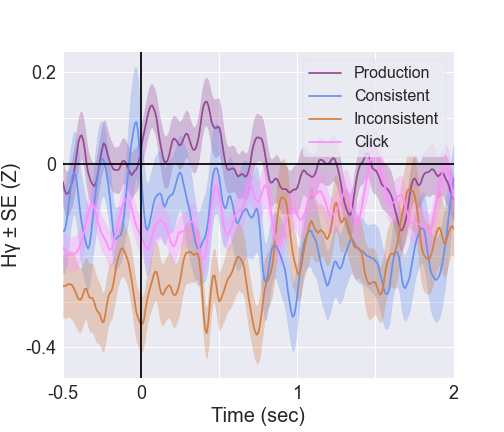 Hγ ± SE (Z)
0.2
0
-0.4
Production
Consistent
Inconsistent
Click
-0.5
0
1
2
Time (sec)